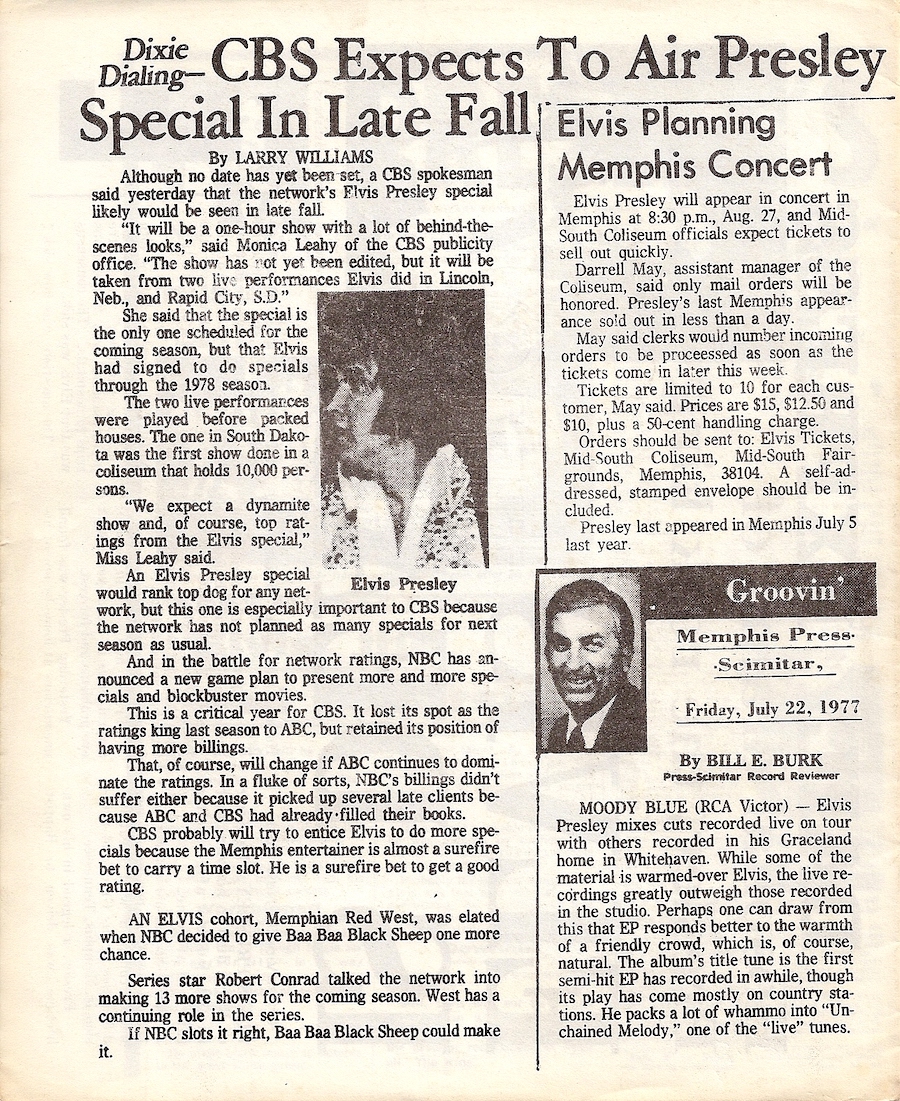 Dixie
Dialing— CBS Expects To Air Presley
Special In Late Fall
By LARRY WILLIAMS
Although no date has yet been set, a CBS spokesman
said yesterday that the network's Elvis Presley special
likely would be seen in late fall.
"It will be a one-hour show with a lot of behind-the-
scenes looks," said Monica Leahy of the CBS publicity
office. "The show has not yet been edited, but it will be
taken from two live performances Elvis did in Lincoln,
Neb., and Rapid City, S.D."
She said that the special is
the only one scheduled for the
coming season, but that Elvis
had signed to do specials
through the 1978 season.
The two live performances
were played before packed
houses. The one in South Dako-
ta was the first show done in a
coliseum that holds 10,000 per-
sons.
"We expect a dynamite
show and, of course, top rat-
ings from the Elvis special,"
Miss Leahy said.
An Elvis Presley special
would rank top dog for any net-
work, but this one is especially important to CBS because
the network has not planned as many specials for next
season as usual.
And in the battle for network ratings, NBC has an-
nounced a new game plan to present more and more spe-
cials and blockbuster movies.
This is a critical year for CBS. It lost its spot as the
ratings king last season to ABC, but retained its position of
having more billings.
That, of course, will change if ABC continues to domi-
nate the ratings. In a fluke of sorts, NBC's billings didn't
suffer either because it picked up several late clients be-
cause ABC and CBS had already filled their books.
CBS probably will try to entice Elvis to do more spe-
cials because the Memphis entertainer is almost a surefire
bet to carry a time slot. He is a surefire bet to get a good
rating.
AN ELVIS cohort, Memphian Red West, was elated
when NBC decided to give Baa Baa Black Sheep one more
chance.
Series star Robert Conrad talked the network into
making 13 more shows for the coming season. West has a
continuing role in the series.
If NBC slots it right, Baa Baa Black Sheep could make
it.
Elvis Presley
Elvis Planning
Memphis Concert
Elvis Presley will appear in concert in
Memphis at 8:30 p.m., Aug. 27, and Mid-
South Coliseum officials expect tickets to
sell out quickly.
Darrell May, assistant manager of the
Coliseum, said only mail orders will be
honored. Presley's last Memphis appear-
ance sold out in less than a day.
May said clerks would number incoming
orders to be proceessed as soon as the
tickets come in later this week.
Tickets are limited to 10 for each cus-
tomer, May said. Prices are $15, $12.50 and
$10, plus a 50-cent handling charge.
Orders should be sent to: Elvis Tickets,
Mid-South Coliseum, Mid-South Fair-
grounds, Memphis, 38104. A self-ad-
dressed, stamped envelope should be in-
cluded.
Presley last appeared in Memphis July 5
last year.
Groovin'
Memphis Press-
-Scimitar,
Friday, July 22, 1977
By BILL E. BURK
Press-Scimitar Record Reviewer
MOODY BLUE (RCA Victor) — Elvis
Presley mixes cuts recorded live on tour
with others recorded in his Graceland
home in Whitehaven. While some of the
material is warmed-over Elvis, the live re-
cordings greatly outweigh those recorded
in the studio. Perhaps one can draw from
this that EP responds better to the warmth
of a friendly crowd, which is, of course,
natural. The album's title tune is the first
semi-hit EP has recorded in awhile, though
its play has come mostly on country sta-
tions. He packs a lot of whammo into "Un-
chained Melody," one of the "live" tunes.